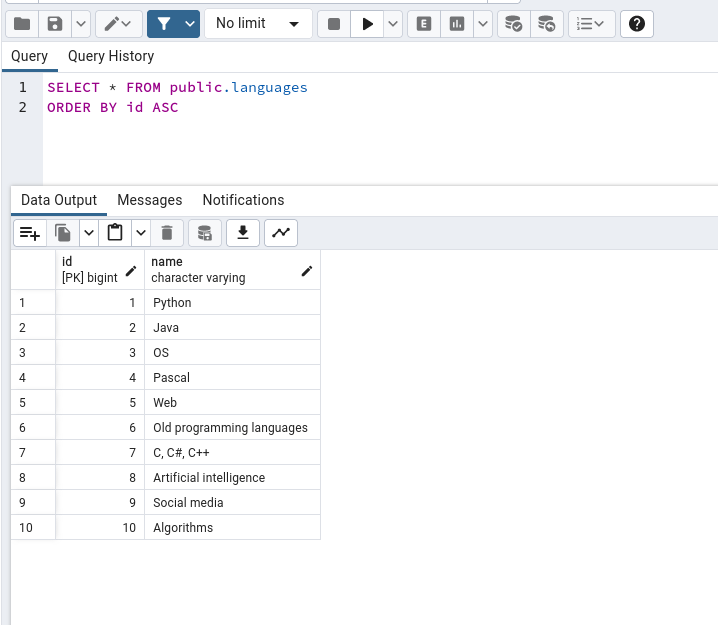 No limit
E
?
Query Query History
1 SELECT * FROM public.languages
2 ORDER BY id ASC
Data Output Messages Notifications
id name
[PK] bigint character varying
1 1 Python
2 2 Java
3 3 OS
4 4 Pascal
5 5 Web
6 6 Old programming languages
7 7 C, C#, C++
8 8 Artificial intelligence
9 9 Social media
10 10 Algorithms